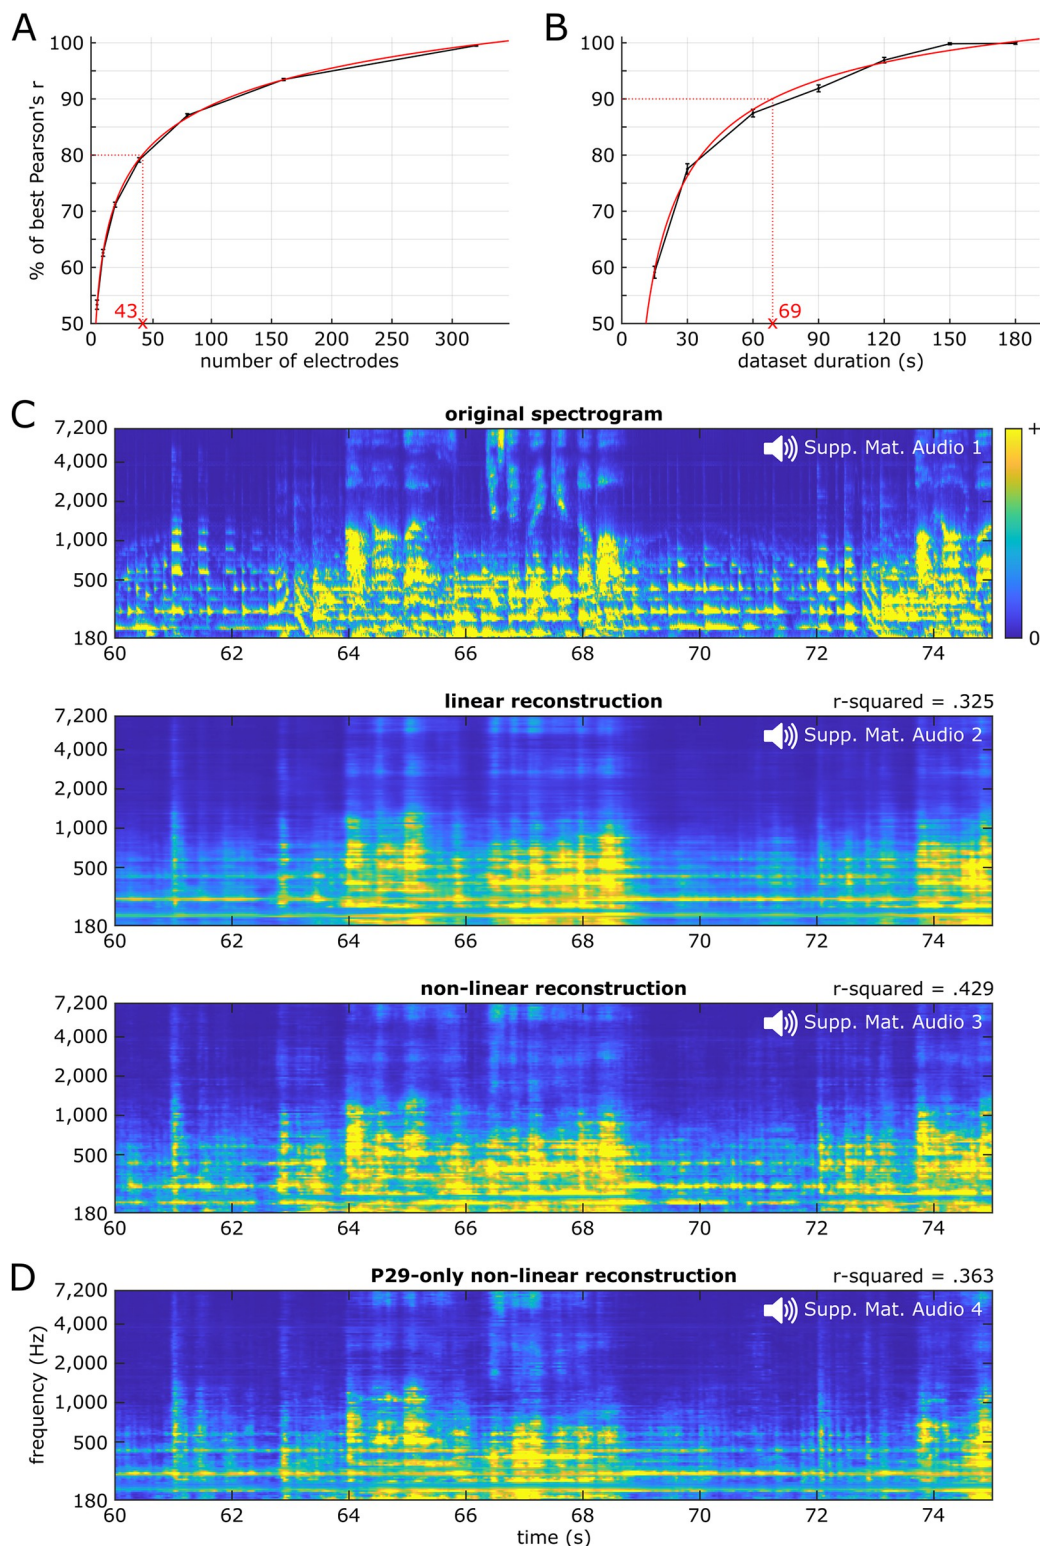 A
100
90
80
70
60
50
% of best Pearson's r
43
0 50 100 150 200 250 300
number of electrodes
B
100
90
80
70
60
50
69
0 30 60 90 120 150 180
dataset duration (s)
C
original spectrogram
7,200
4,000
2,000
1,000
500
180
Supp. Mat. Audio 1
+
0
60 62 64 66 68 70 72 74
linear reconstruction
r-squared = .325
7,200
4,000
2,000
1,000
500
180
Supp. Mat. Audio 2
60 62 64 66 68 70 72 74
non-linear reconstruction
r-squared = .429
7,200
4,000
2,000
1,000
500
180
Supp. Mat. Audio 3
60 62 64 66 68 70 72 74
D
P29-only non-linear reconstruction
r-squared = .363
7,200
4,000
2,000
1,000
500
180
frequency (Hz)
Supp. Mat. Audio 4
60 62 64 66 68 70 72 74
time (s)